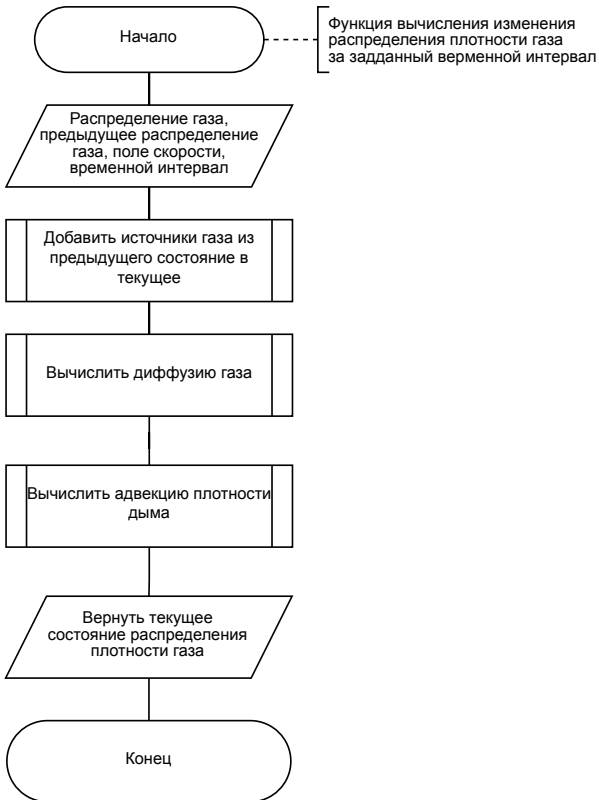 Начало
Функция вычисления изменения
распределения плотности газа
за задданный верменной интервал
Распределение газа,
предыдущее распределение
газа, поле скорости,
временной интервал
Добавить источники газа из
предыдущего состояние в
текущее
Вычислить диффузию газа
Вычислить адвекцию плотности
дыма
Вернуть текущее
состояние распределения
плотности газа
Конец